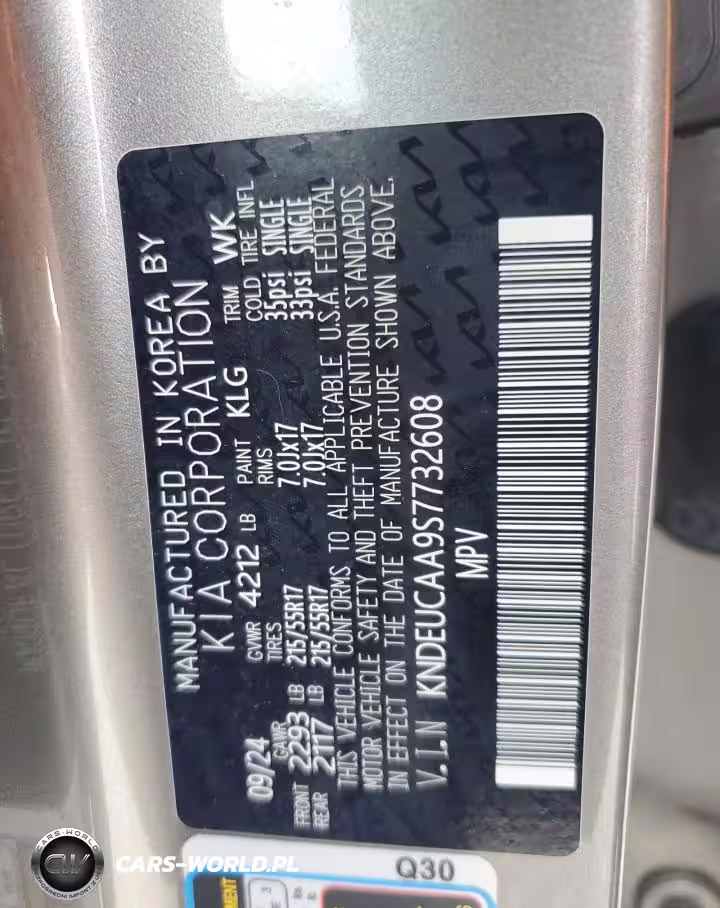 MANUFACTURED IN KOREA BY
KIA CORPORATION
09/24 GVWR 4212 LB PAINT KLG TRIM WK
GAWR TIRES RIMS COLD TIRE INFL
FRONT 2293 LB 215/55R17 7.0Jx17 35psi SINGLE
REAR 2117 LB 215/55R17 7.0Jx17 33psi SINGLE
THIS VEHICLE CONFORMS TO ALL APPLICABLE U.S.A. FEDERAL
MOTOR VEHICLE SAFETY AND THEFT PREVENTION STANDARDS
IN EFFECT ON THE DATE OF MANUFACTURE SHOWN ABOVE.
V.I.N KNDEUCAA9S7732608
MPV
Q30
CARS-WORLD
CW
CARS-WORLD.PL